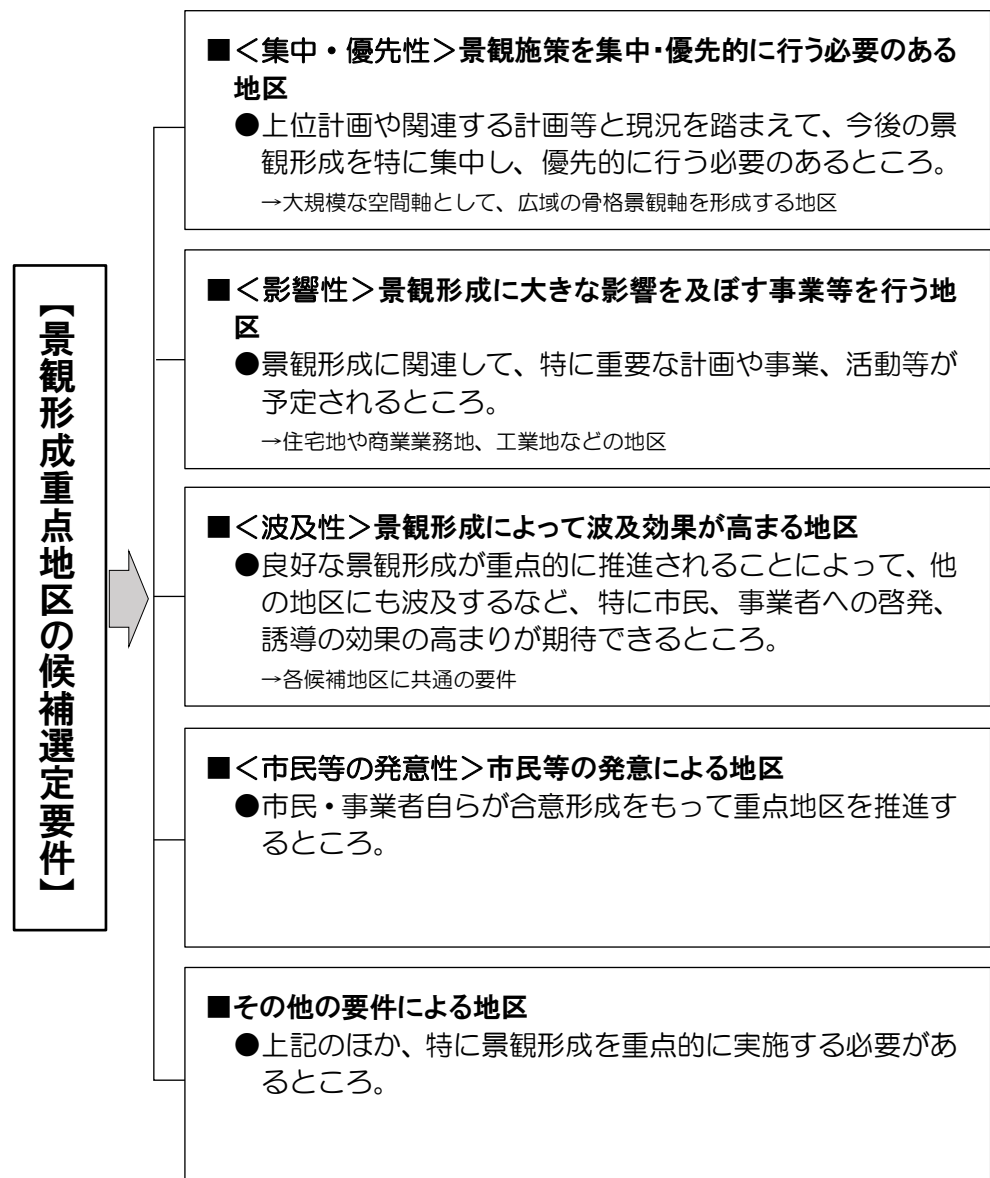 【景観形成重点地区の候補選定要件】
■＜集中・優先性＞景観施策を集中・優先的に行う必要のある
地区
●上位計画や関連する計画等と現況を踏まえて、今後の景
観形成を特に集中し、優先的に行う必要のあるところ。
→大規模な空間軸として、広域の骨格景観軸を形成する地区
■＜影響性＞景観形成に大きな影響を及ぼす事業等を行う地
区
●景観形成に関連して、特に重要な計画や事業、活動等が
予定されるところ。
→住宅地や商業業務地、工業地などの地区
■＜波及性＞景観形成によって波及効果が高まる地区
●良好な景観形成が重点的に推進されることによって、他
の地区にも波及するなど、特に市民、事業者への啓発、
誘導の効果の高まりが期待できるところ。
→各候補地区に共通の要件
■＜市民等の発意性＞市民等の発意による地区
●市民・事業者自らが合意形成をもって重点地区を推進す
るところ。
■その他の要件による地区
●上記のほか、特に景観形成を重点的に実施する必要があ
るところ。